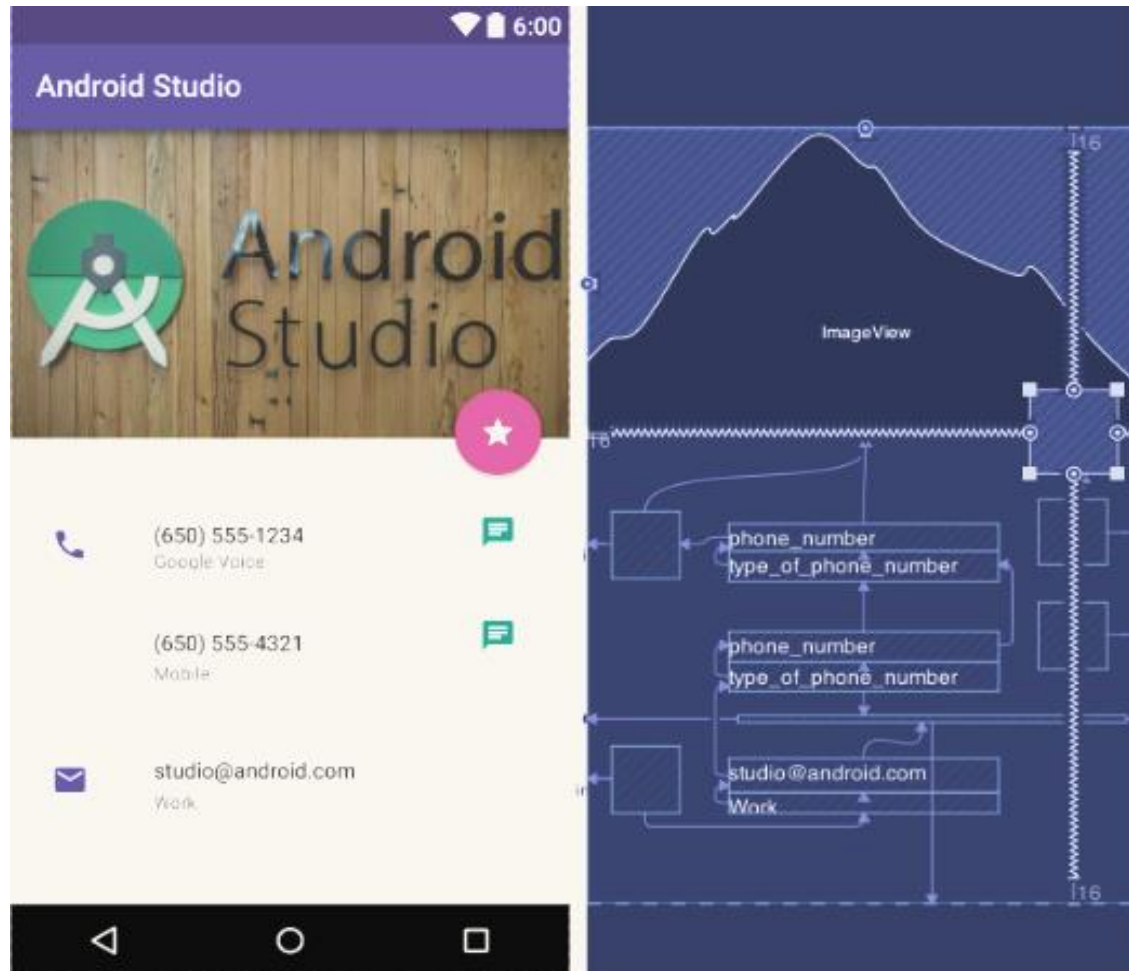 6:00
Android Studio
Android
Studio
(650) 555-1234
Google Voice
(650) 555-4321
Mobile
studio@android.com
Work
16
ImageView
16
phone_number
type_of_phone_number
phone_number
type_of_phone_number
studio@android.com
Work
16